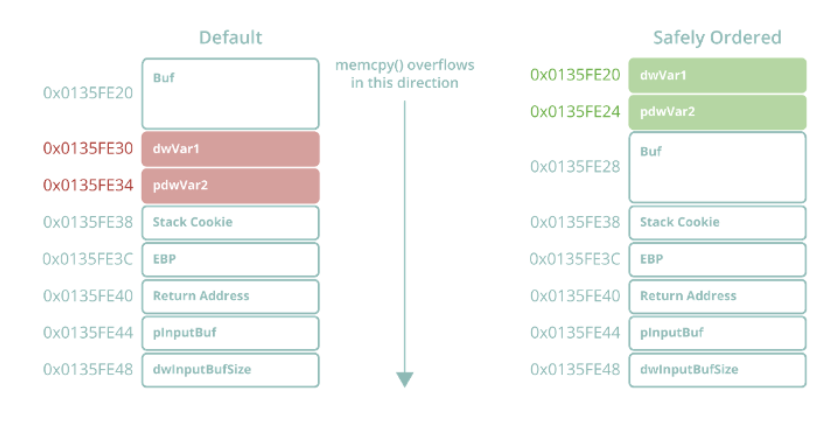 Default
0x0135FE20 Buf
0x0135FE30 dwVar1
0x0135FE34 pdwVar2
0x0135FE38 Stack Cookie
0x0135FE3C EBP
0x0135FE40 Return Address
0x0135FE44 pInputBuf
0x0135FE48 dwInputBufSize
memcpy() overflows
in this direction
Safely Ordered
0x0135FE20 dwVar1
0x0135FE24 pdwVar2
0x0135FE28 Buf
0x0135FE38 Stack Cookie
0x0135FE3C EBP
0x0135FE40 Return Address
0x0135FE44 pInputBuf
0x0135FE48 dwInputBufSize